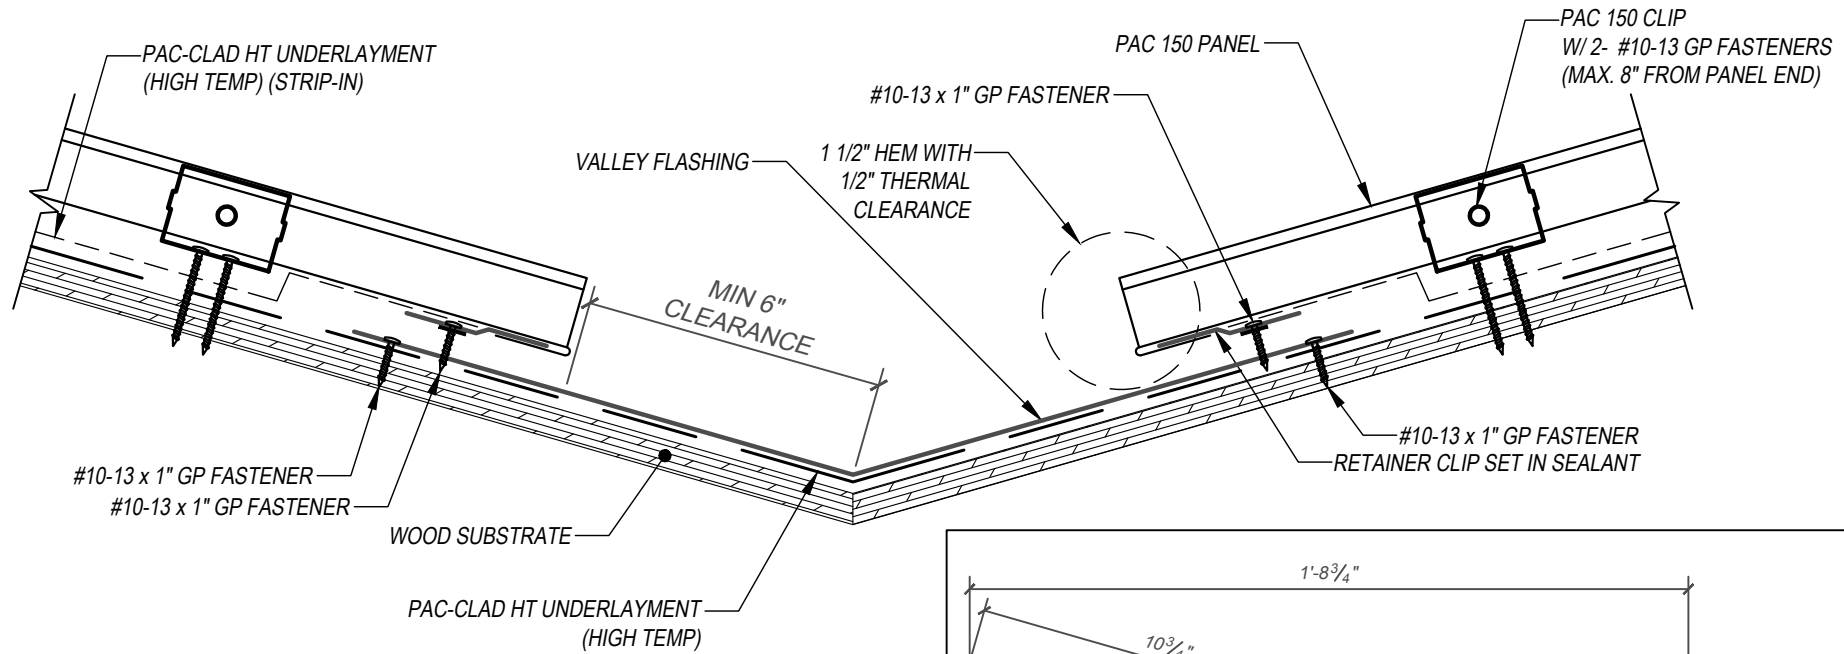 PAC-CLAD HT UNDERLAYMENT
(HIGH TEMP) (STRIP-IN)
VALLEY FLASHING
1 1/2" HEM WITH
1/2" THERMAL
CLEARANCE
#10-13 x 1" GP FASTENER
PAC 150 PANEL
PAC 150 CLIP
W/ 2- #10-13 GP FASTENERS
(MAX. 8" FROM PANEL END)
MIN 6"
CLEARANCE
#10-13 x 1" GP FASTENER
#10-13 x 1" GP FASTENER
WOOD SUBSTRATE
PAC-CLAD HT UNDERLAYMENT
(HIGH TEMP)
#10-13 x 1" GP FASTENER
RETAINER CLIP SET IN SEALANT
1'-8¾"
10¾"